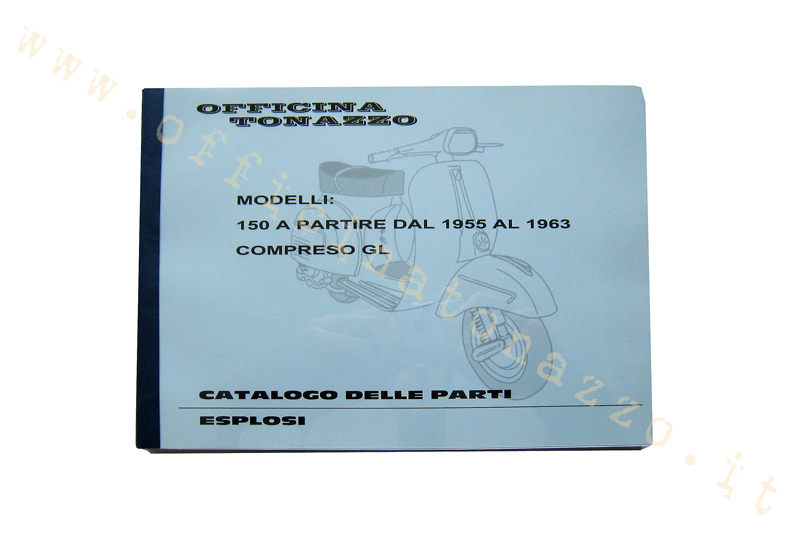 OFFICINA
TONAZZO
MODELLI:
150 A PARTIRE DAL 1955 AL 1963
COMPRESO GL
CATALOGO DELLE PARTI
ESPLOSI
www.officinatonazzo.it